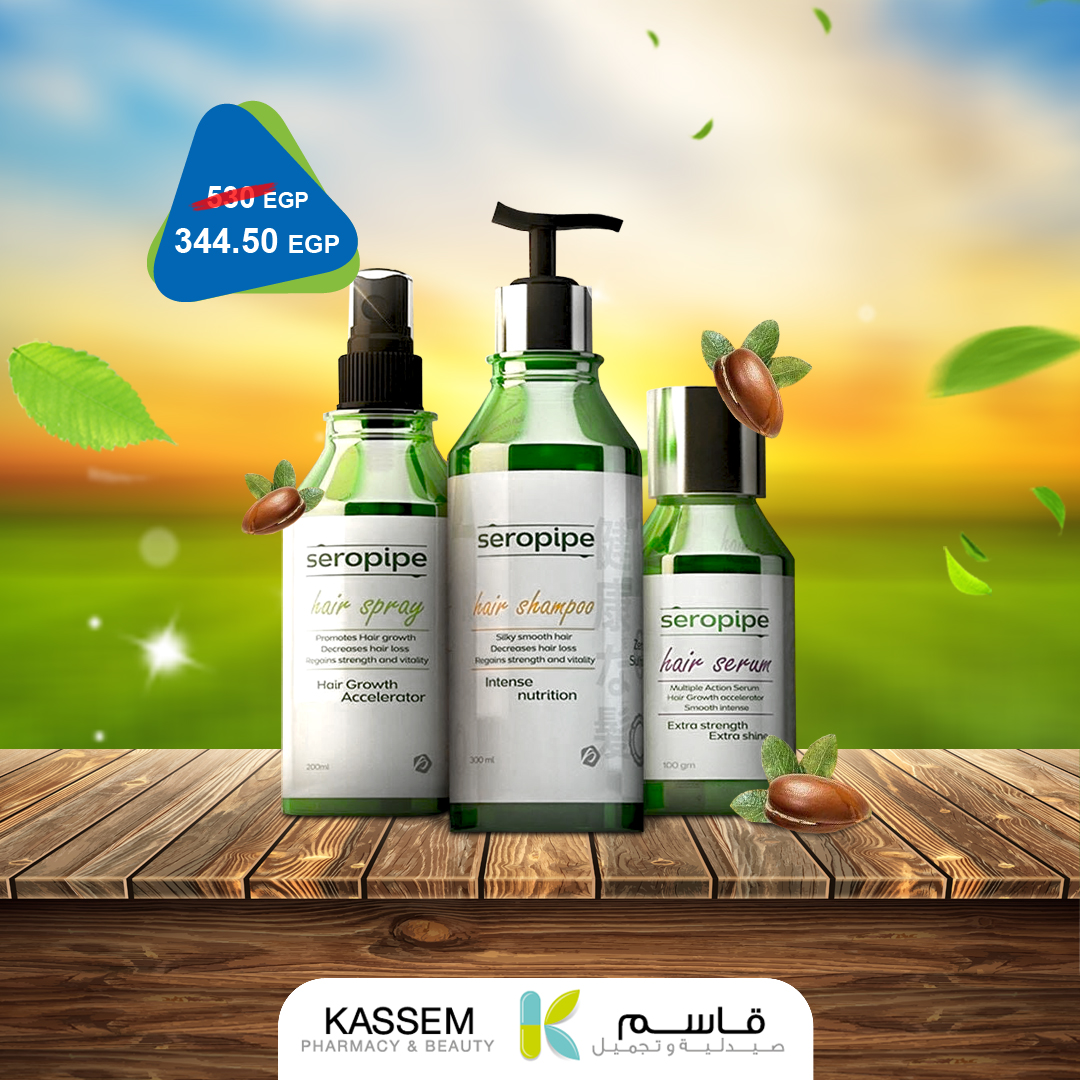 530 EGP
344.50 EGP
seropipe
hair spray
Promotes Hair growth
Decreases hair loss
Regains strength and vitality
Hair Growth
Accelerator
200ml
seropipe
hair shampoo
Silky smooth hair
Decreases hair loss
Regains strength and vitality
Intense
nutrition
300 ml
seropipe
hair serum
Multiple Action Serum
Hair Growth accelerator
Smooth intense
Extra strength
Extra shine
100 gm
KASSEM
PHARMACY & BEAUTY
قاسم
صيدلية وتجميل